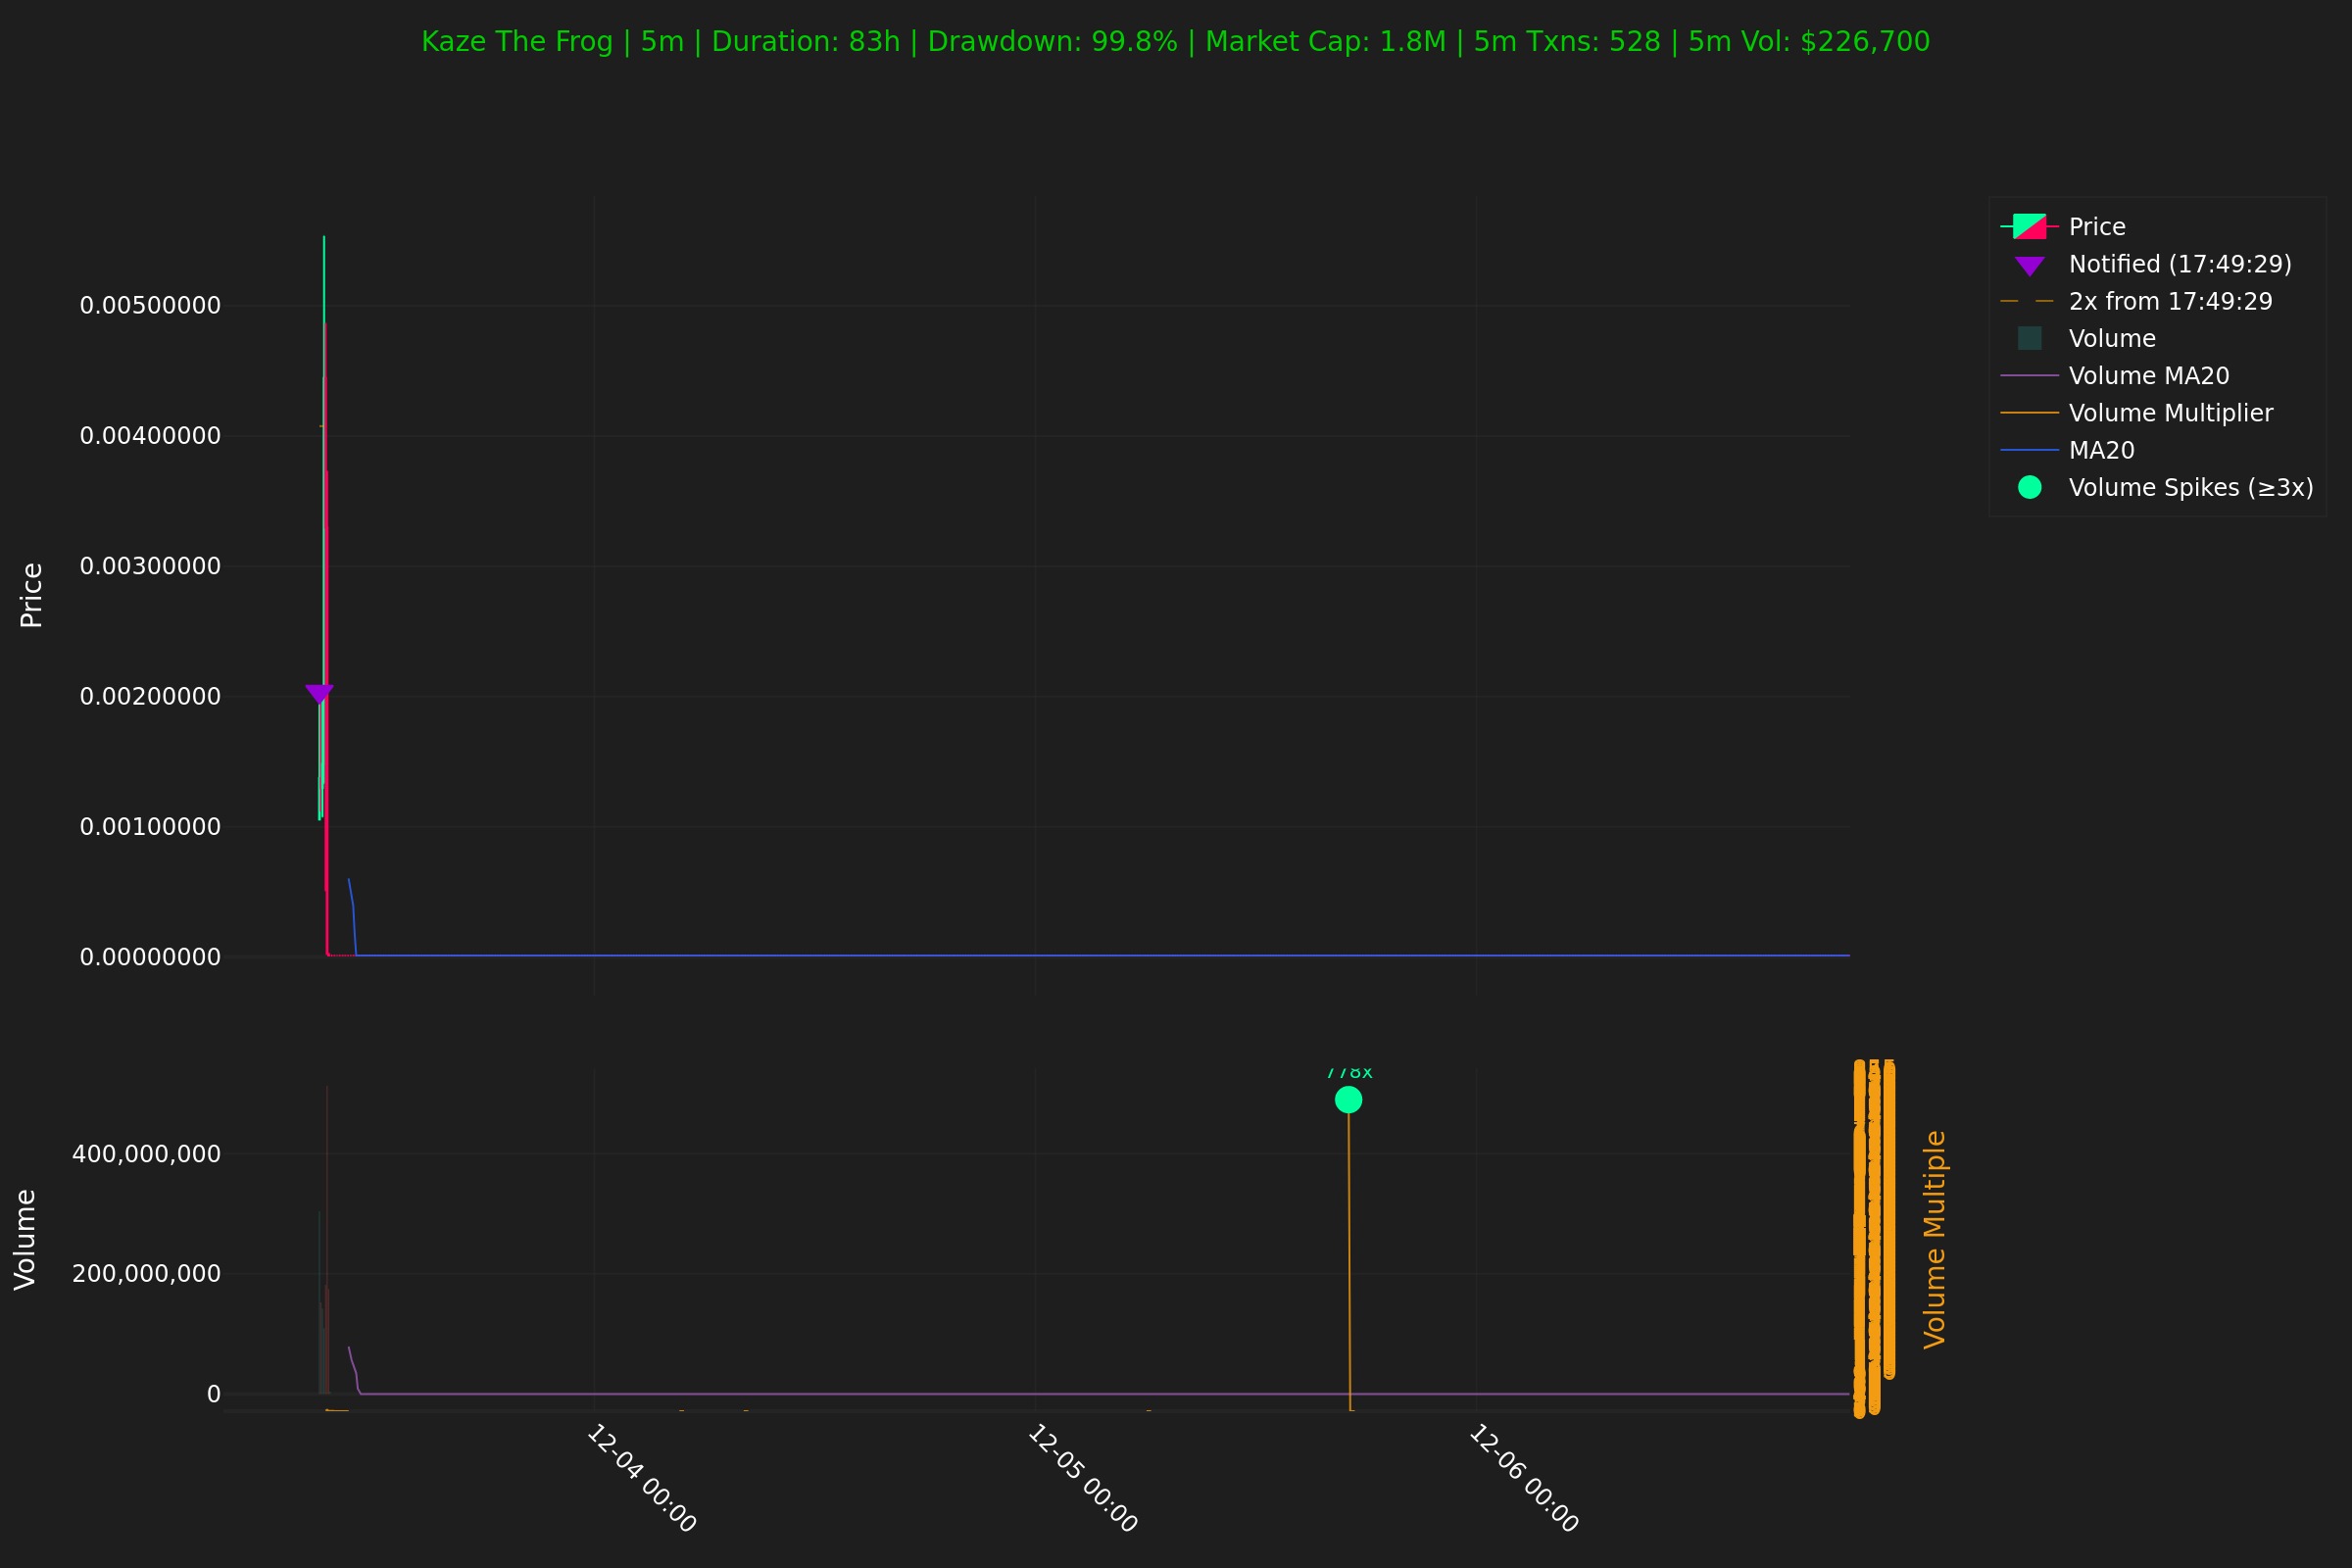 Kaze The Frog | 5m | Duration: 83h | Drawdown: 99.8% | Market Cap: 1.8M | 5m Txns: 528 | 5m Vol: $226,700
Price
Notified (17:49:29)
2x from 17:49:29
Volume
Volume MA20
Volume Multiplier
MA20
Volume Spikes (≥3x)
Price
0.00500000
0.00400000
0.00300000
0.00200000
0.00100000
0.00000000
778x
Volume
400,000,000
200,000,000
0
Volume Multiple
12-04 00:00
12-05 00:00
12-06 00:00